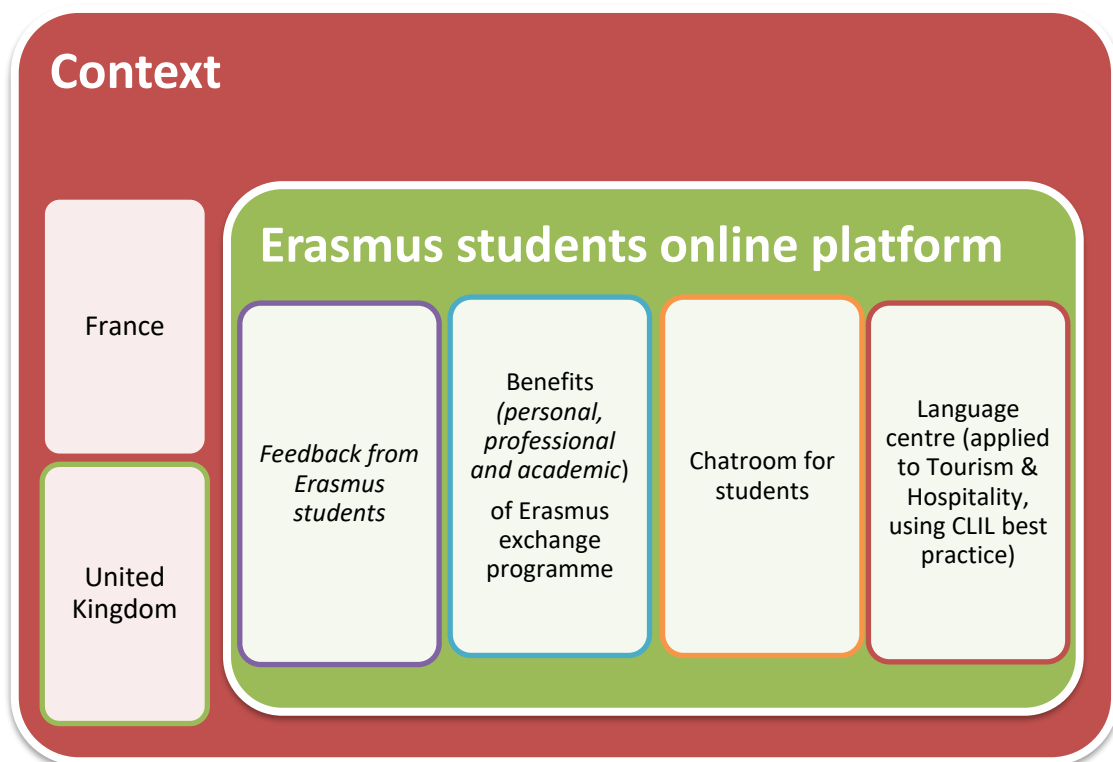 Context
France
United
Kingdom
Erasmus students online platform
Feedback from
Erasmus
students
Benefits
(personal,
professional
and academic)
of Erasmus
exchange
programme
Chatroom for
students
Language
centre (applied
to Tourism &
Hospitality,
using CLIL best
practice)